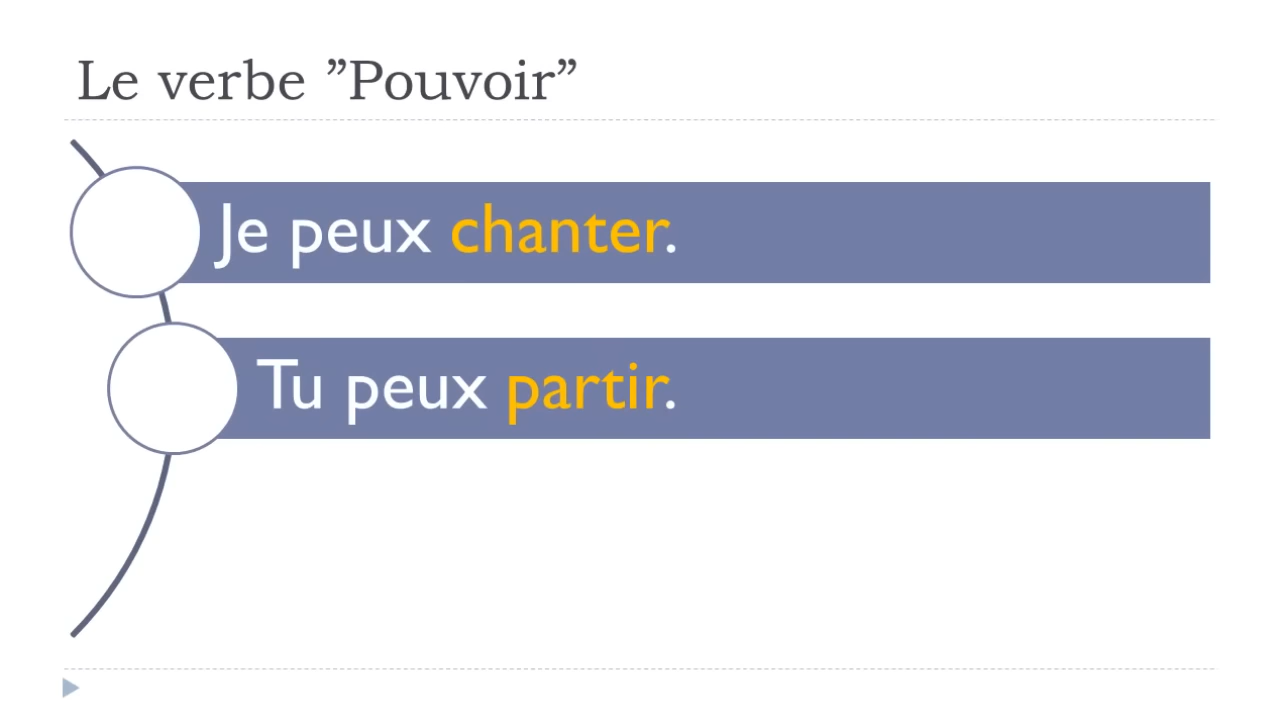 Le verbe ”Pouvoir”
Je peux chanter.
Tu peux partir.